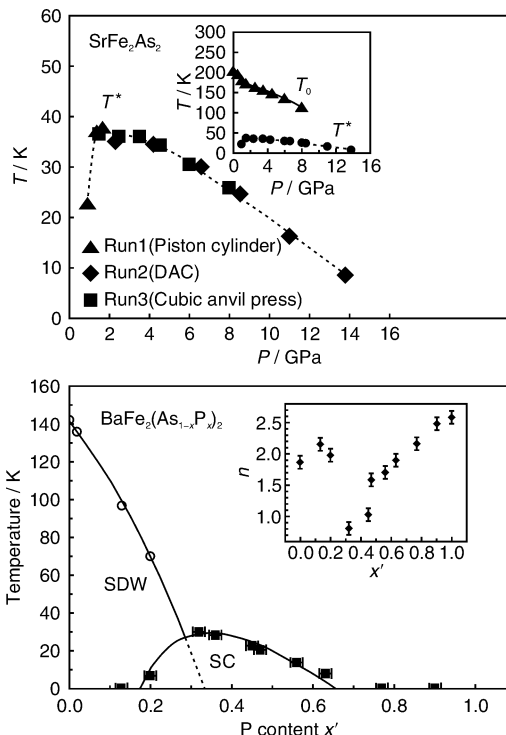 SrFe₂As₂
T*
T / K
60
50
40
30
20
10
0
0 2 4 6 8 10 12 14 16
P / GPa
▲ Run1(Piston cylinder)
◆ Run2(DAC)
■ Run3(Cubic anvil press)
T / K
300
250
200
150
100
50
0
T₀
T*
0 4 8 12 16
P / GPa
BaFe₂(As₁₋ₓPₓ)₂
Temperature / K
160
140
120
100
80
60
40
20
0
SDW
SC
0.0 0.2 0.4 0.6 0.8 1.0
P content x'
n
2.5
2.0
1.5
1.0
0.0 0.2 0.4 0.6 0.8 1.0
x'